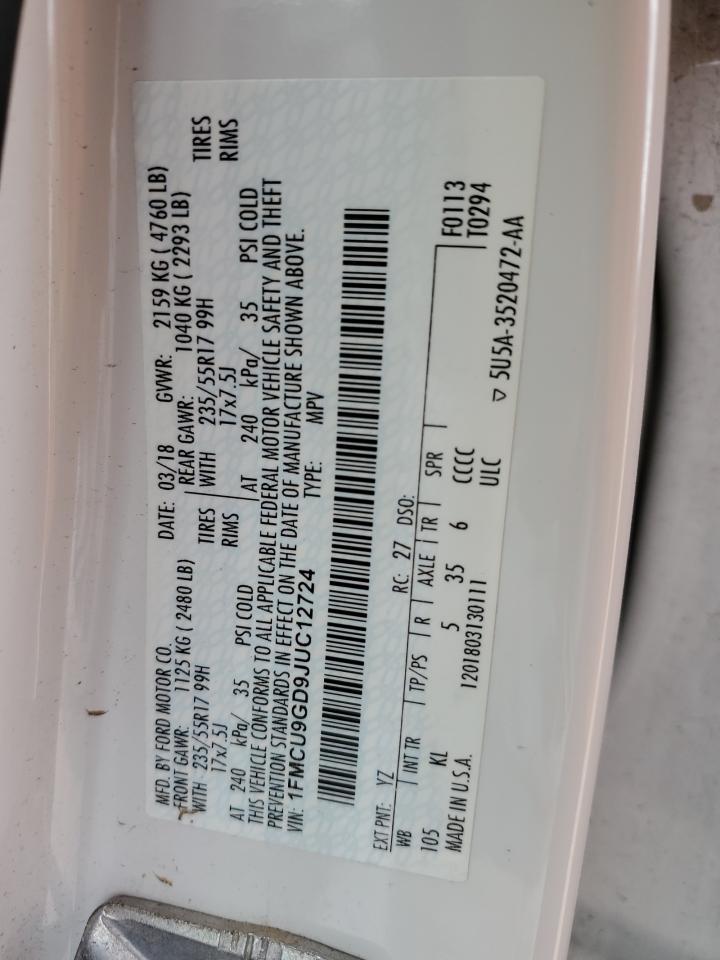 MFD. BY FORD MOTOR CO.
DATE: 03/18 GVWR: 2159 KG ( 4760 LB)
FRONT GAWR: 1125 KG ( 2480 LB) REAR GAWR: 1040 KG ( 2293 LB)
WITH 235/55R17 99H TIRES WITH 235/55R17 99H TIRES
17x7.5J RIMS 17x7.5J RIMS
AT 240 kPa/ 35 PSI COLD AT 240 kPa/ 35 PSI COLD
THIS VEHICLE CONFORMS TO ALL APPLICABLE FEDERAL MOTOR VEHICLE SAFETY AND THEFT
PREVENTION STANDARDS IN EFFECT ON THE DATE OF MANUFACTURE SHOWN ABOVE.
VIN: 1FMCU9GD9JUC12724 TYPE: MPV
EXT PNT: YZ RC: 27 DSO:
WB INT TR TP/PS R AXLE TR SPR F0113
105 KL 5 35 6 CCCC T0294
MADE IN U.S.A. 1201803130111 ULC ▽ 5U5A-3520472-AA